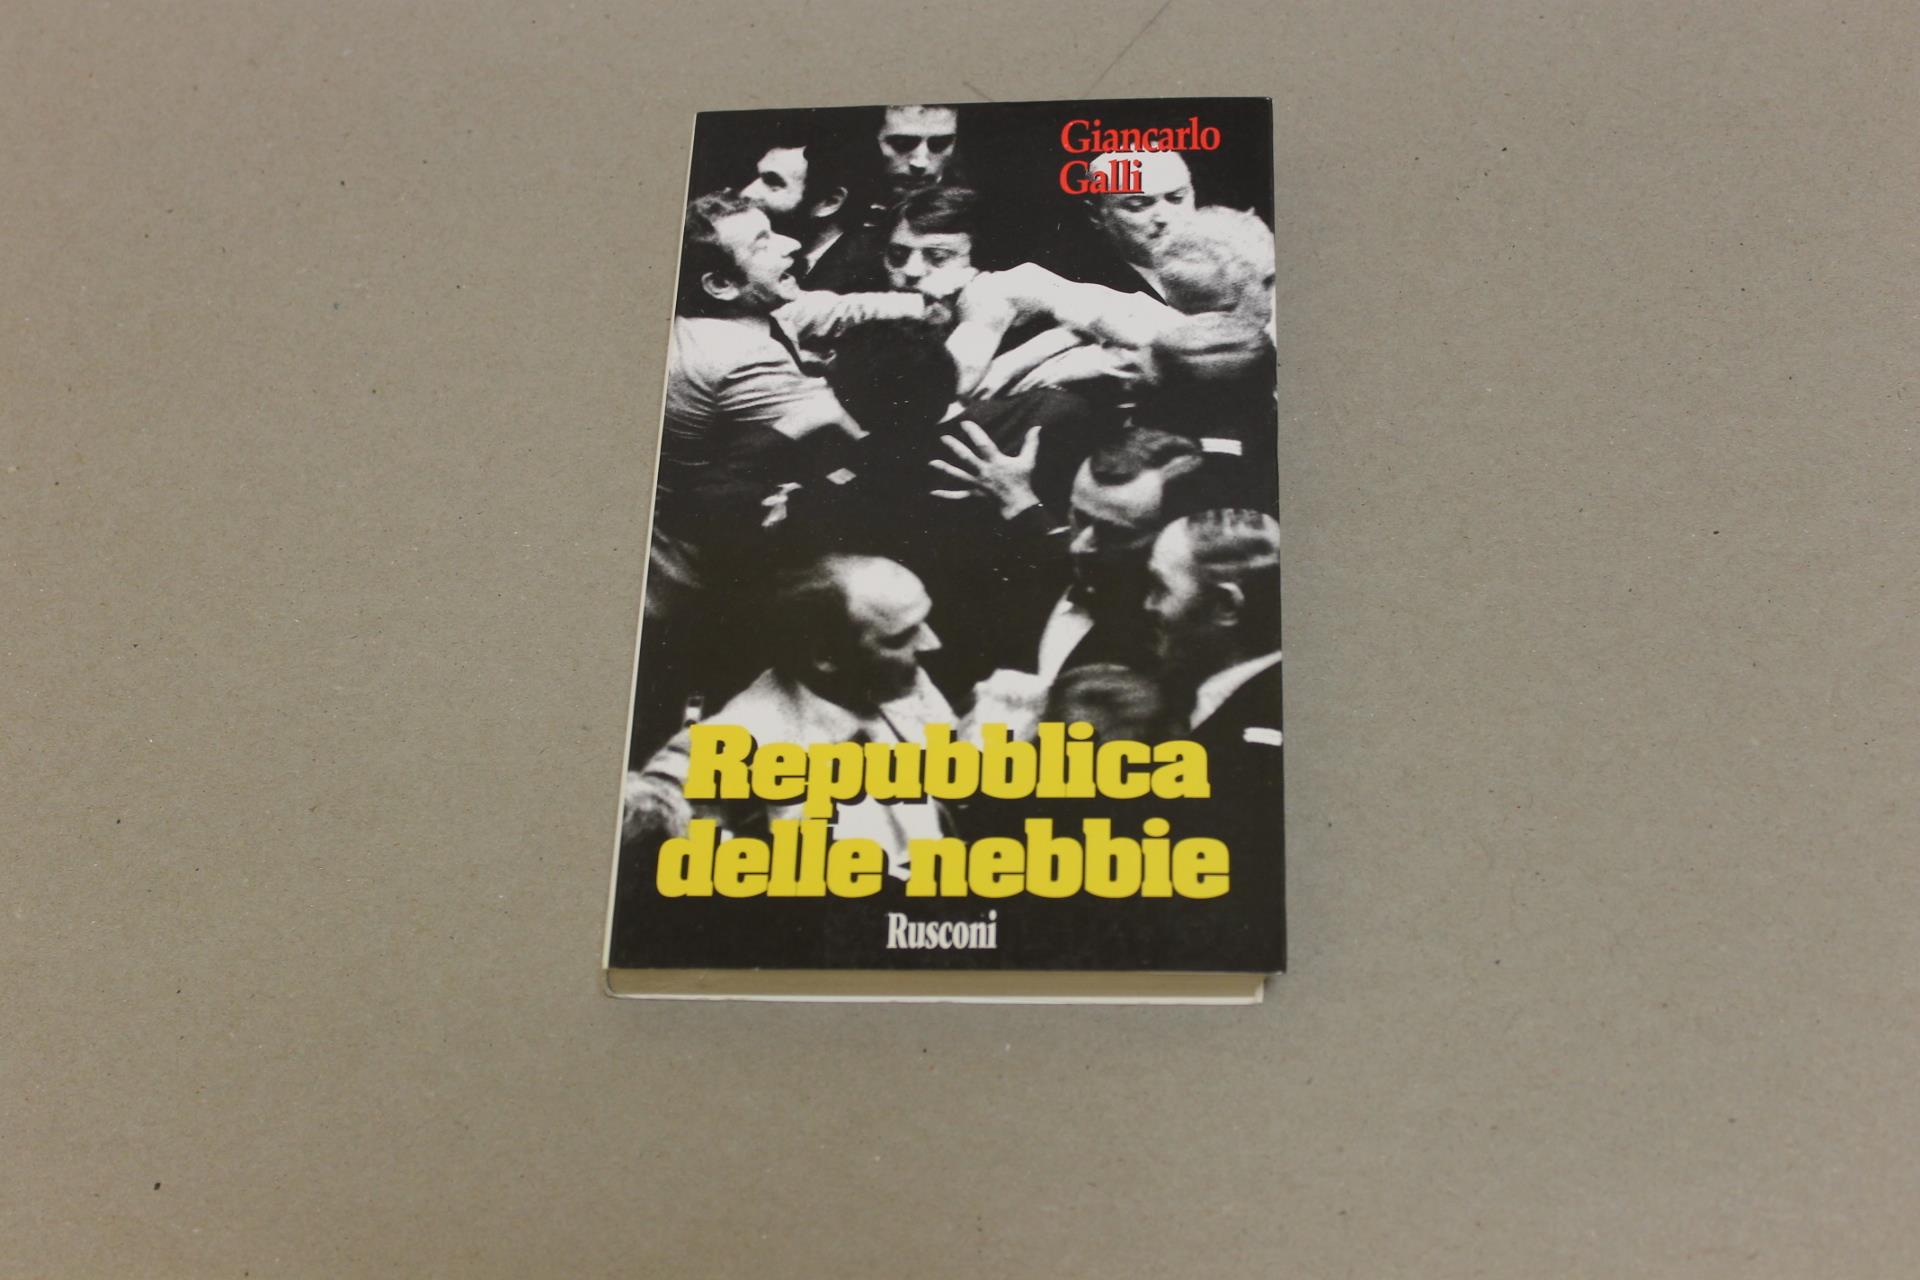 Giancarlo
Galli
Repubblica
delle nebbie
Rusconi